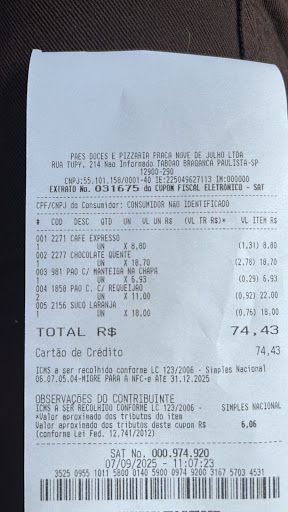 PAES DOCES E PIZZRAIA PRACA NOVE DE JULHO LTDA
RUA TUPY, 214 Nao Informado TABOAO BRAGANCA PAULISTA-SP
12900-290
CNPJ:55.101.158/0001-40 IE:225049627113 IM:000000
EXTRATO No. 031675 do CUPOM FISCAL ELETRONICO - SAT
CPF/CNPJ do Consumidor: CONSUMIDOR NAO IDENTIFICADO
# COD DESC QTD UN VL UN R$ (VL TR R$)* VL ITEM R$
001 2271 CAFE EXPRESSO
1 UN X 8,80 (1,31) 8,80
002 2277 CHOCOLATE QUENTE
1 UN X 18,70 (2,78) 18,70
003 981 PAO C/ MANTEIGA NA CHAPA
1 UN X 6,93 (0,29) 6,93
004 1858 PAO C. C/ REQUEIJAO
2 UN X 11,00 (0,92) 22,00
005 2156 SUCO LARANJA
1 UN X 18,00 (0,76) 18,00
TOTAL R$ 74,43
Cartão de Crédito 74,43
ICMS a ser recolhido conforme LC 123/2006 - Simples Nacional
06.07.05.04-MIGRE PARA A NFC-e ATE 31.12.2025
OBSERVAÇÕES DO CONTRIBUINTE
ICMS A SER RECOLHIDO CONFORME LC 123/2006 - SIMPLES NACIONAL
*Valor aproximado dos tributos do item
Valor aproximado dos tributos deste cupom R$ 6,06
(conforme Lei Fed. 12.741/2012)
SAT No. 000.974.920
07/09/2025 - 11:07:23
3525 0955 1011 5800 0140 5900 0974 9200 3167 5703 4531